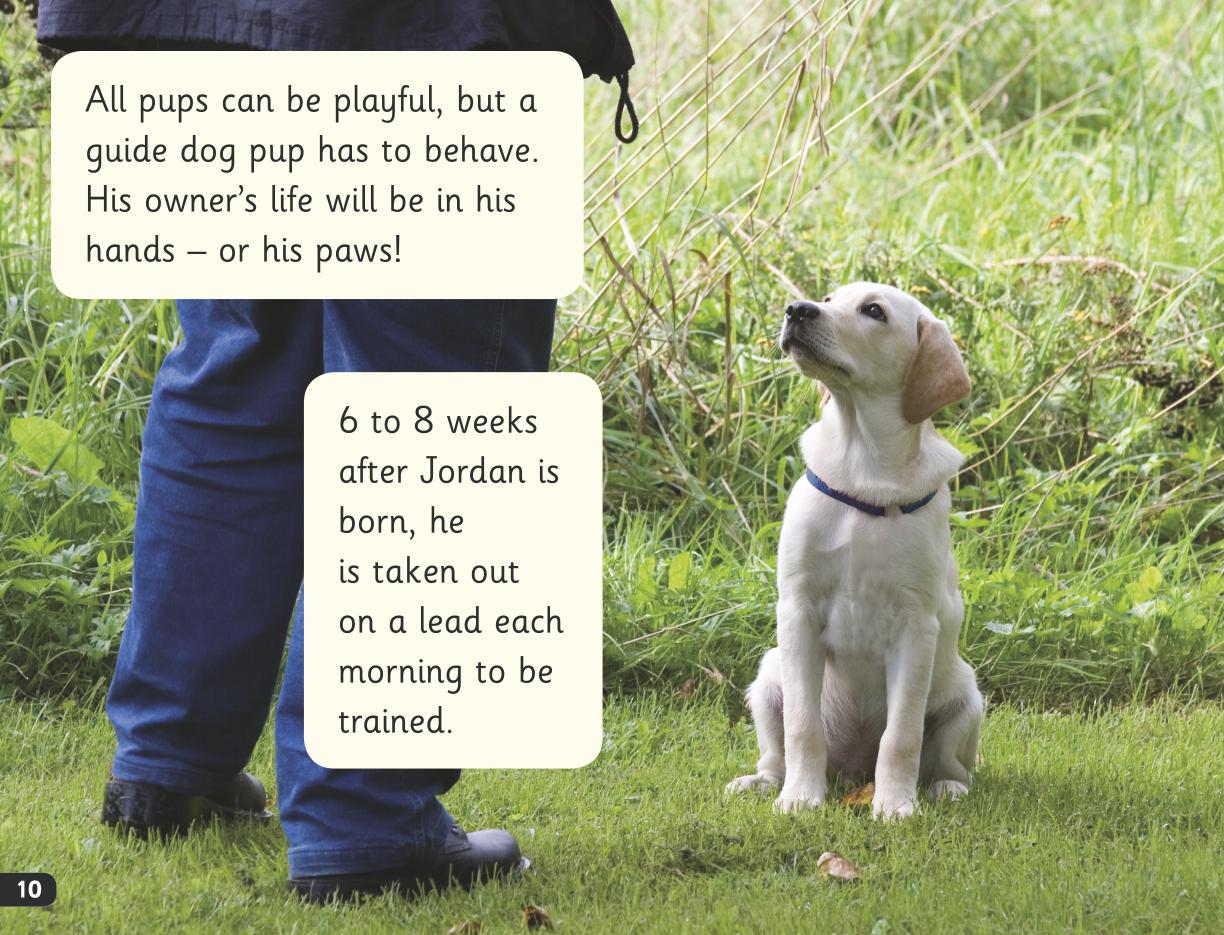 All pups can be playful, but a
guide dog pup has to behave.
His owner’s life will be in his
hands – or his paws!
6 to 8 weeks
after Jordan is
born, he
is taken out
on a lead each
morning to be
trained.
10